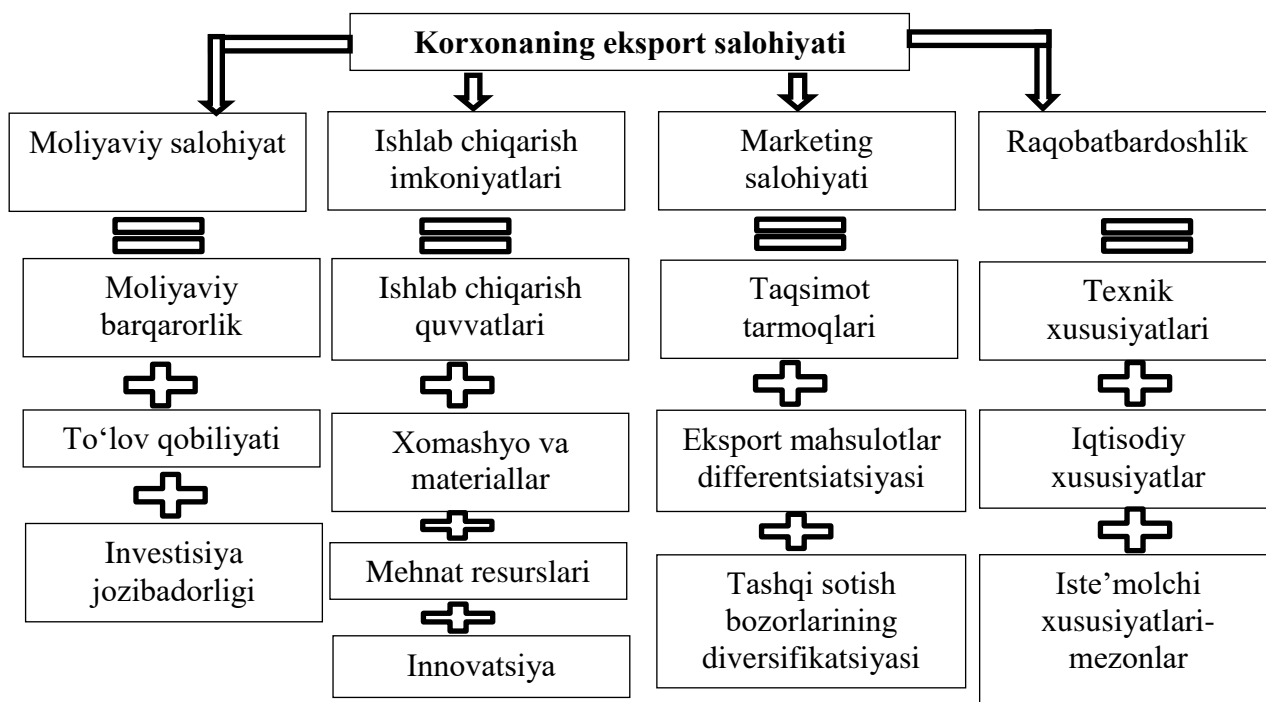 Korxonaning eksport salohiyati
Moliyaviy salohiyat
Ishlab chiqarish
imkoniyatlari
Marketing
salohiyati
Raqobatbardoshlik
Moliyaviy
barqarorlik
Ishlab chiqarish
quvvatlari
Taqsimot
tarmoqlari
Texnik
xususiyatlari
To‘lov qobiliyati
Xomashyo va
materiallar
Eksport mahsulotlar
differentsiatsiyasi
Iqtisodiy
xususiyatlar
Investisiya
jozibadorligi
Mehnat resurslari
Innovatsiya
Tashqi sotish
bozorlarining
diversifikatsiyasi
Iste’molchi
xususiyatlari-
mezonlar